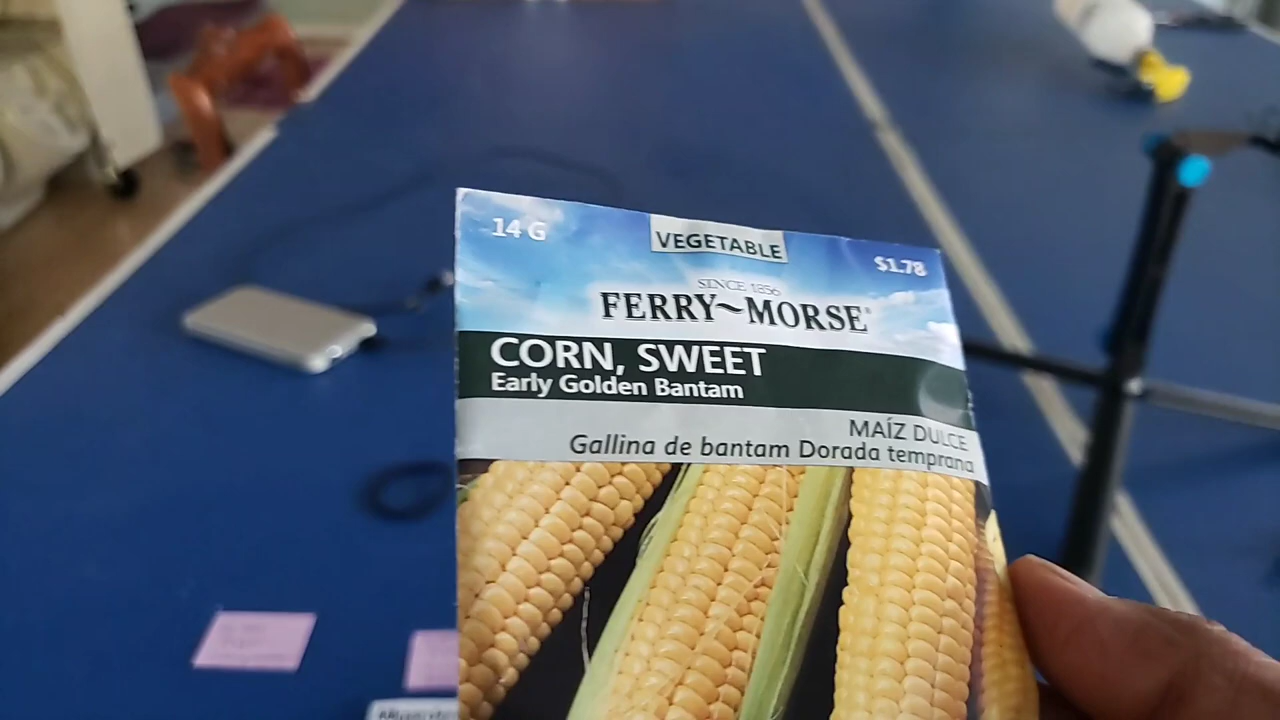 14 G
VEGETABLE
$1.78
SINCE 1856
FERRY~MORSE®
CORN, SWEET
Early Golden Bantam
MAÍZ DULCE
Gallina de bantam Dorada temprana